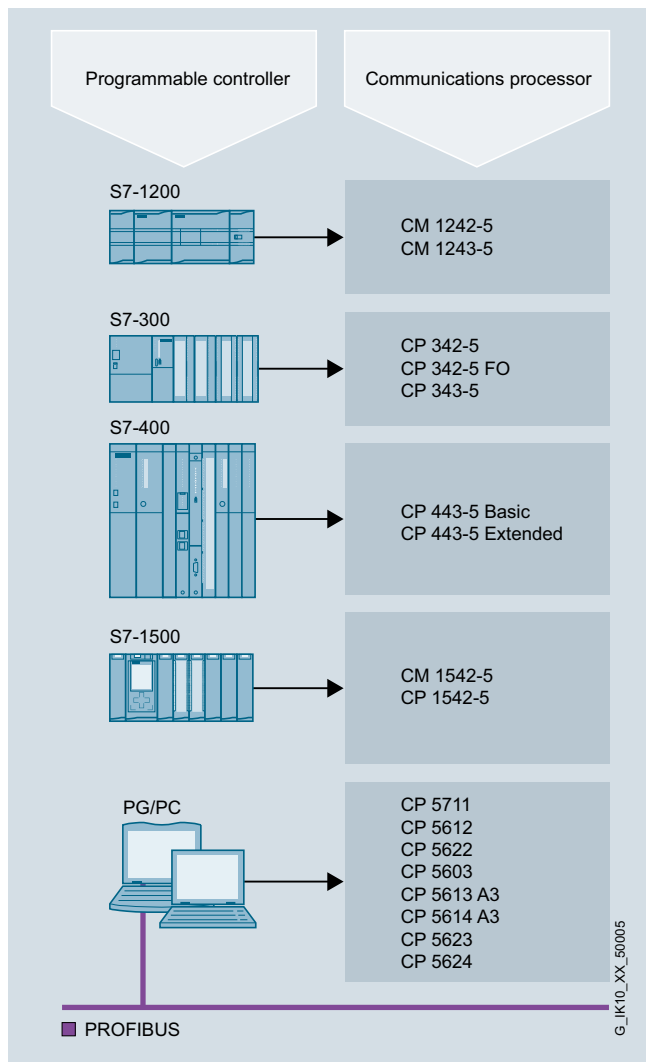 Programmable controller
Communications processor
S7-1200
CM 1242-5
CM 1243-5
S7-300
CP 342-5
CP 342-5 FO
CP 343-5
S7-400
CP 443-5 Basic
CP 443-5 Extended
S7-1500
CM 1542-5
CP 1542-5
PG/PC
CP 5711
CP 5612
CP 5622
CP 5603
CP 5613 A3
CP 5614 A3
CP 5623
CP 5624
PROFIBUS
G_IK10_XX_50005